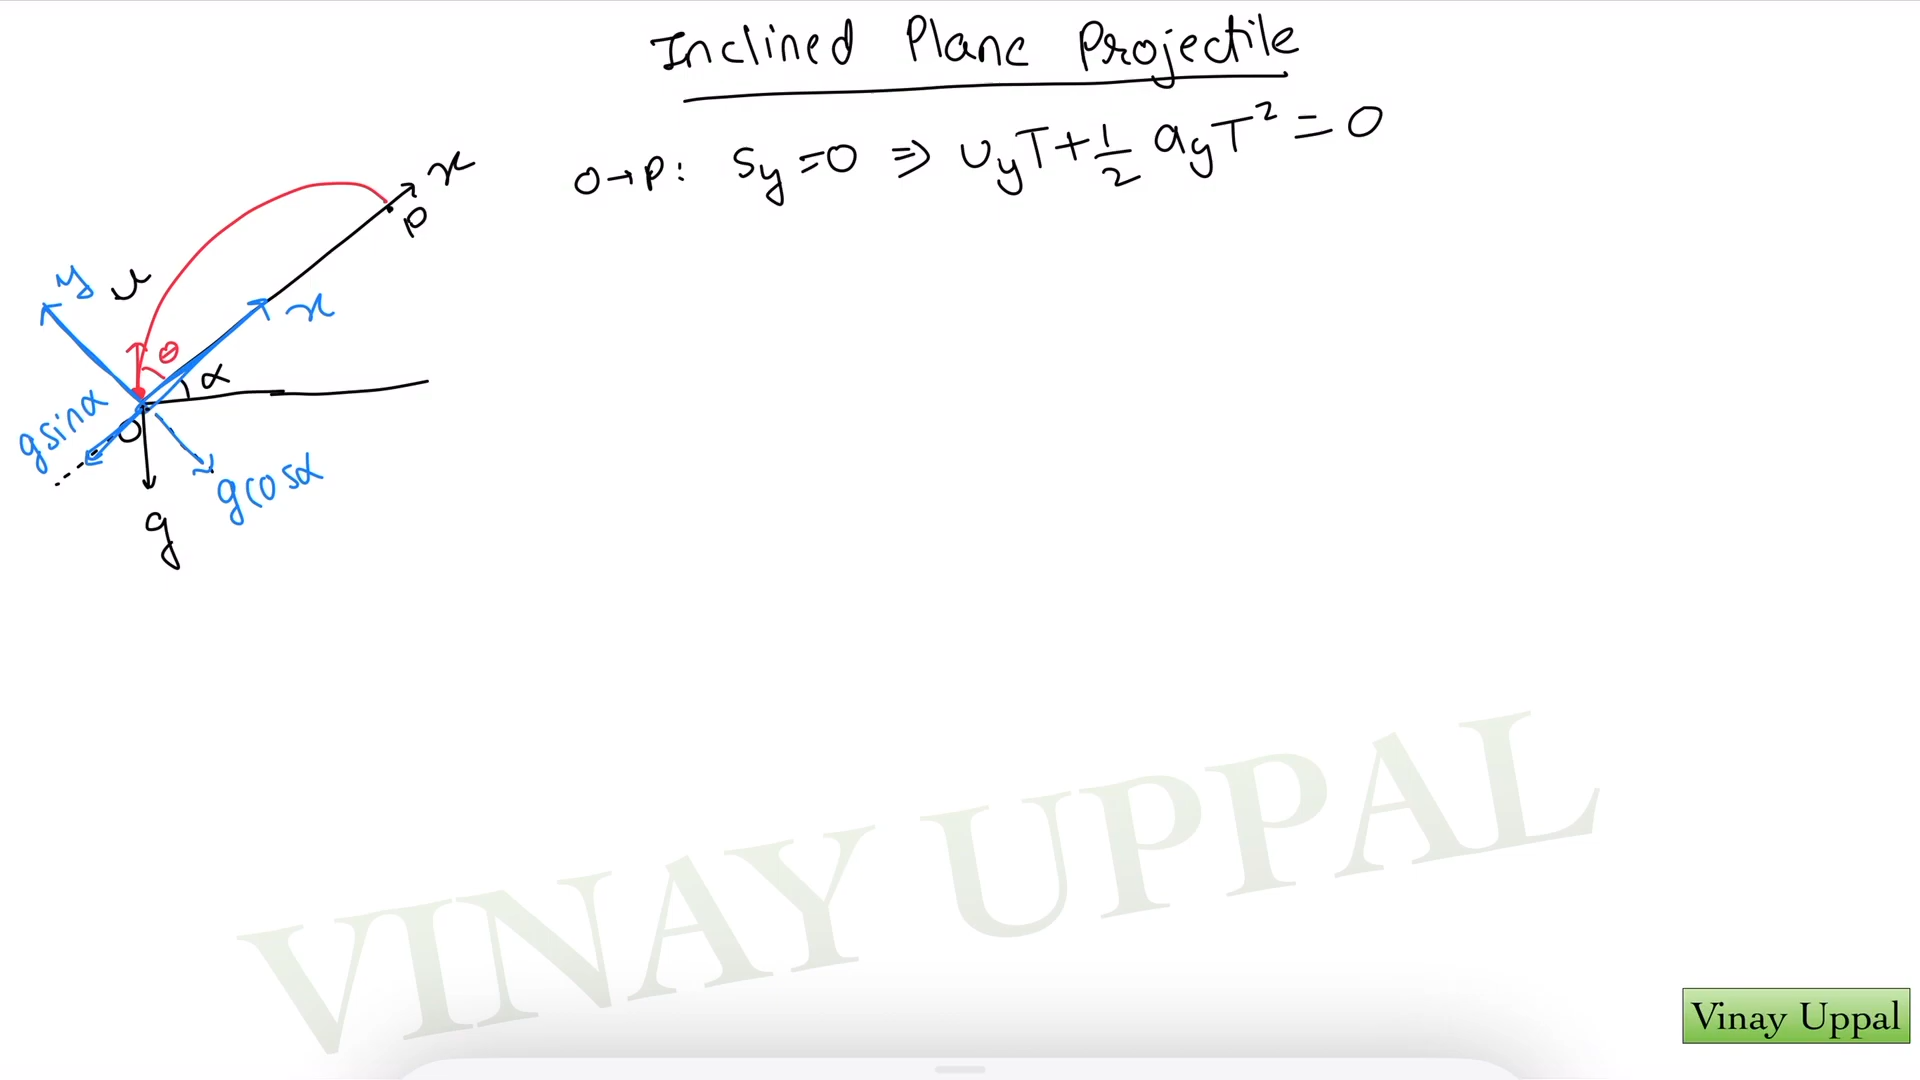 Inclined Plane Projectile
O→P: Sy=0 ⇒ UyT+1/2 ayT²=0
x
P
y u
x
θ
α
g sinα
O
g cosα
g
VINAY UPPAL
Vinay Uppal